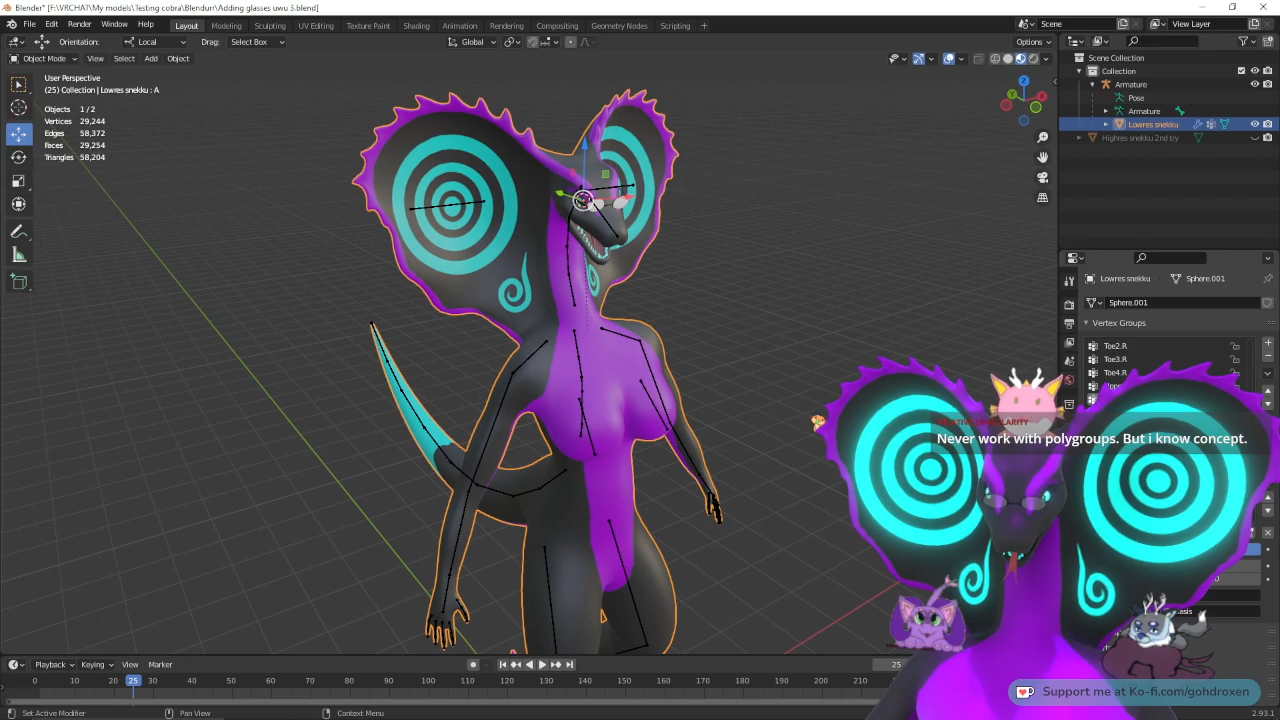 Blender* [F:\VRCHAT\My models\Testing cobra\Blendurr\Adding glasses uwu 3.blend]
File Edit Render Window Help Layout Modeling Sculpting UV Editing Texture Paint Shading Animation Rendering Compositing Geometry Nodes Scripting + Scene View Layer
Orientation: Local Drag: Select Box Global Options
Object Mode View Select Add Object
User Perspective
(25) Collection | Lowres snekku : A
Objects 1 / 2
Vertices 29,244
Edges 58,372
Faces 29,254
Triangles 58,204
X
Y
Z
Scene Collection
Collection
Armature
Pose
Armature
Lowres snekku
Highres snekku 2nd try
Lowres snekku Sphere.001
Sphere.001
Vertex Groups
Toe2.R
Toe3.R
Toe4.R
Never work with polygroups. But i know concept.
Support me at Ko-fi.com/gohdroxen
Playback Keying View Marker 25
0 10 20 25 30 40 50 60 70 80 90 100 110 120 130 140 150 160 170 180 190 200 210
Set Active Modifier Pan View Context Menu 2.93.1